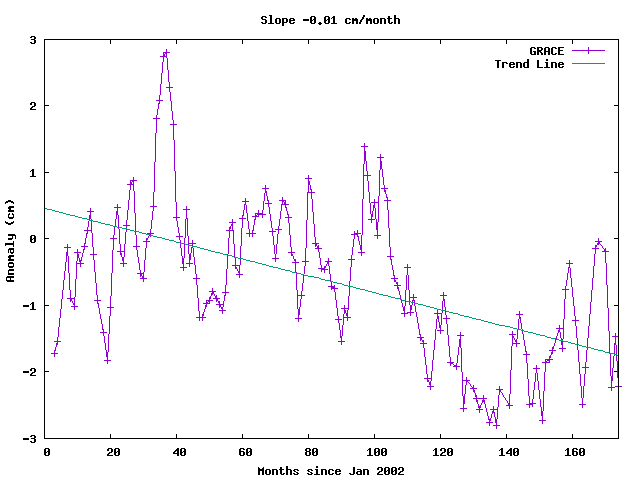 Slope -0.01 cm/month
GRACE
Trend Line
3
2
1
0
-1
-2
-3
Anomaly (cm)
0 20 40 60 80 100 120 140 160
Months since Jan 2002